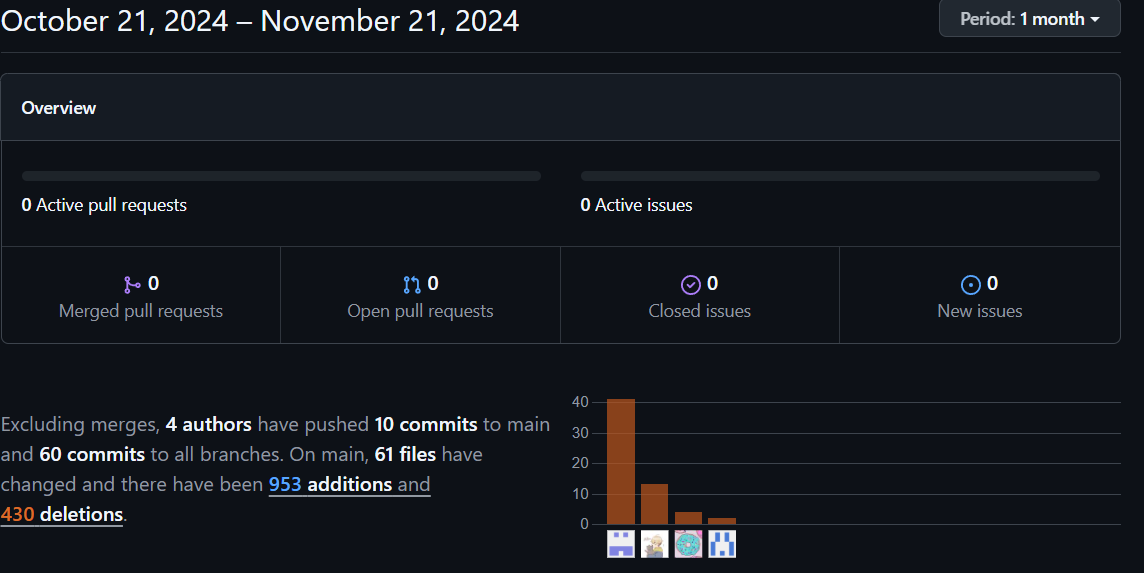 October 21, 2024 – November 21, 2024
Period: 1 month
Overview
0 Active pull requests
0 Active issues
0
Merged pull requests
0
Open pull requests
0
Closed issues
0
New issues
Excluding merges, 4 authors have pushed 10 commits to main
and 60 commits to all branches. On main, 61 files have
changed and there have been 953 additions and
430 deletions.
40
30
20
10
0